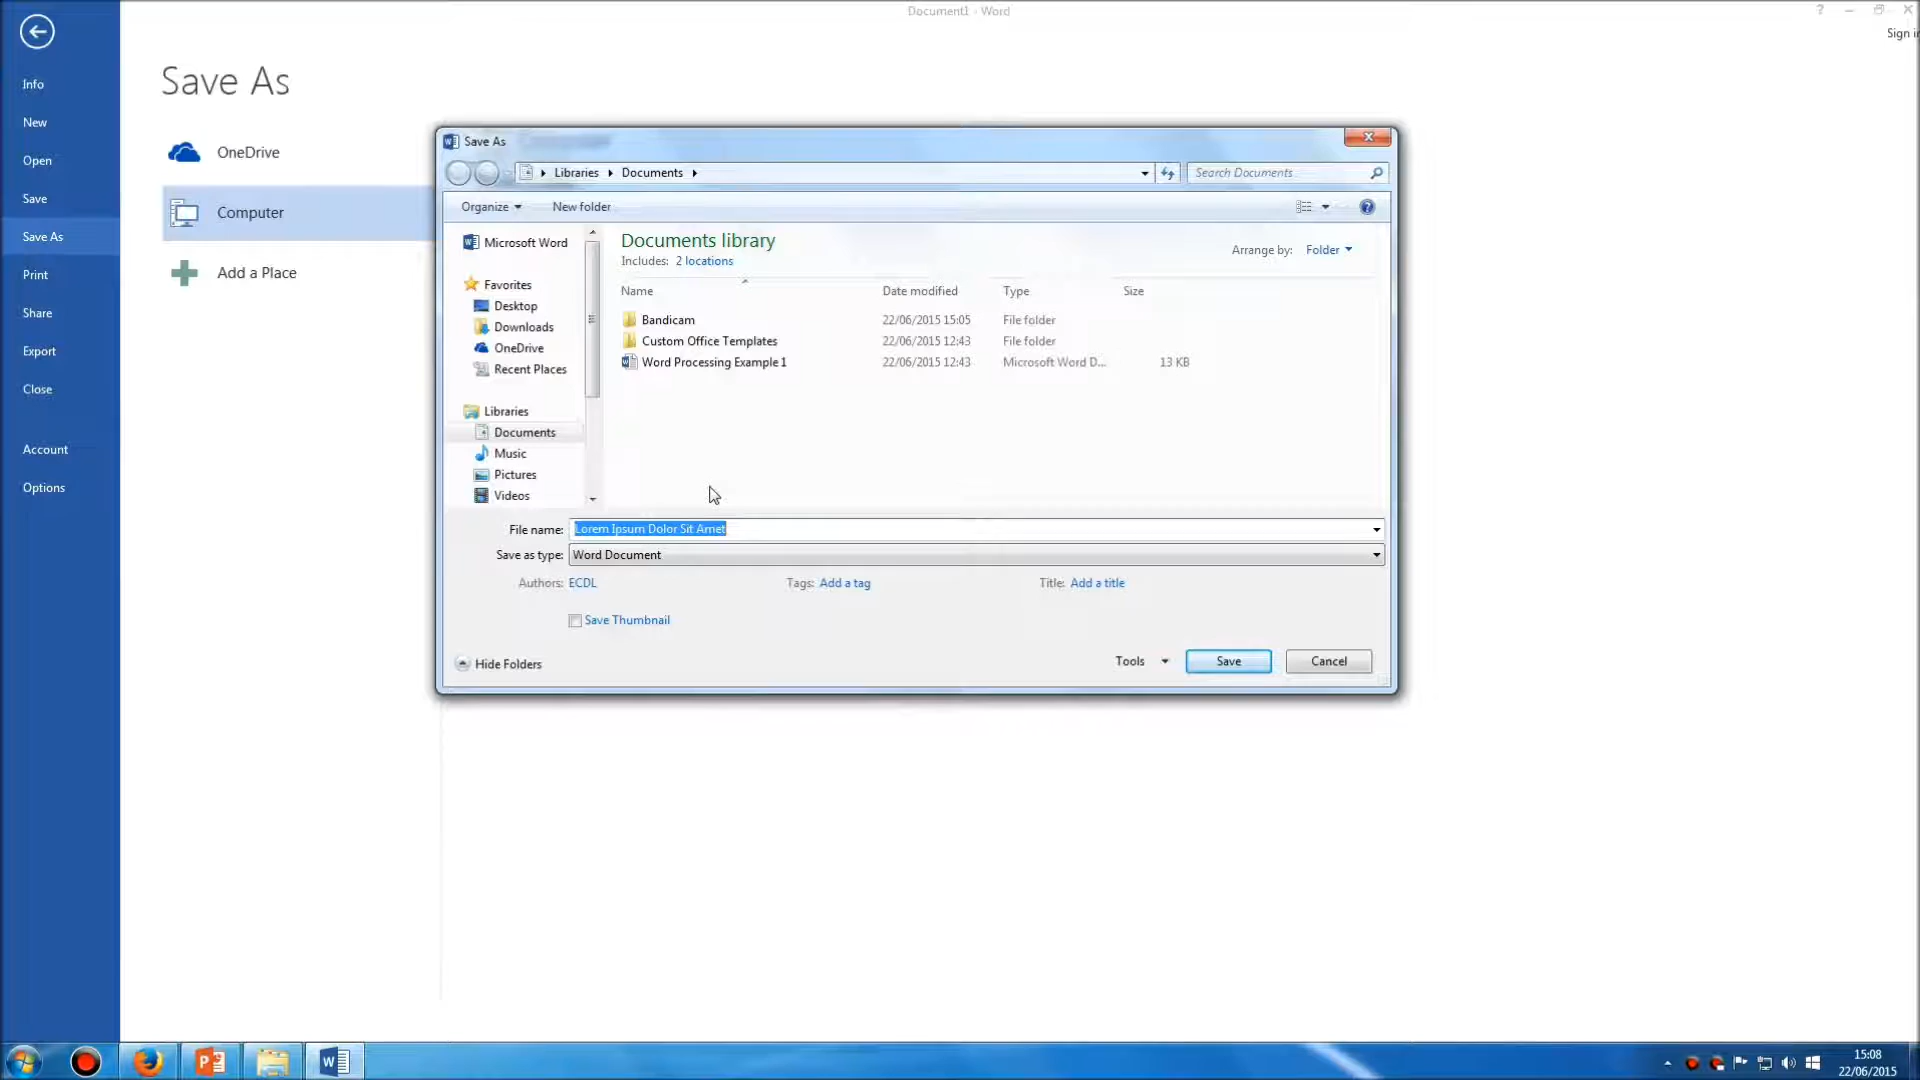 Document1 - Word
?
Sign in
Info
New
Open
Save
Save As
Print
Share
Export
Close
Account
Options
Save As
OneDrive
Computer
Add a Place
Save As
Libraries
Documents
Search Documents
Organize
New folder
Microsoft Word
Favorites
Desktop
Downloads
OneDrive
Recent Places
Libraries
Documents
Music
Pictures
Videos
Documents library
Includes: 2 locations
Arrange by: Folder
Name Date modified Type Size
Bandicam 22/06/2015 15:05 File folder
Custom Office Templates 22/06/2015 12:43 File folder
Word Processing Example 1 22/06/2015 12:43 Microsoft Word D... 13 KB
File name: Lorem Ipsum Dolor Sit Amet
Save as type: Word Document
Authors: ECDL Tags: Add a tag Title: Add a title
Save Thumbnail
Hide Folders
Tools Save Cancel
15:08
22/06/2015